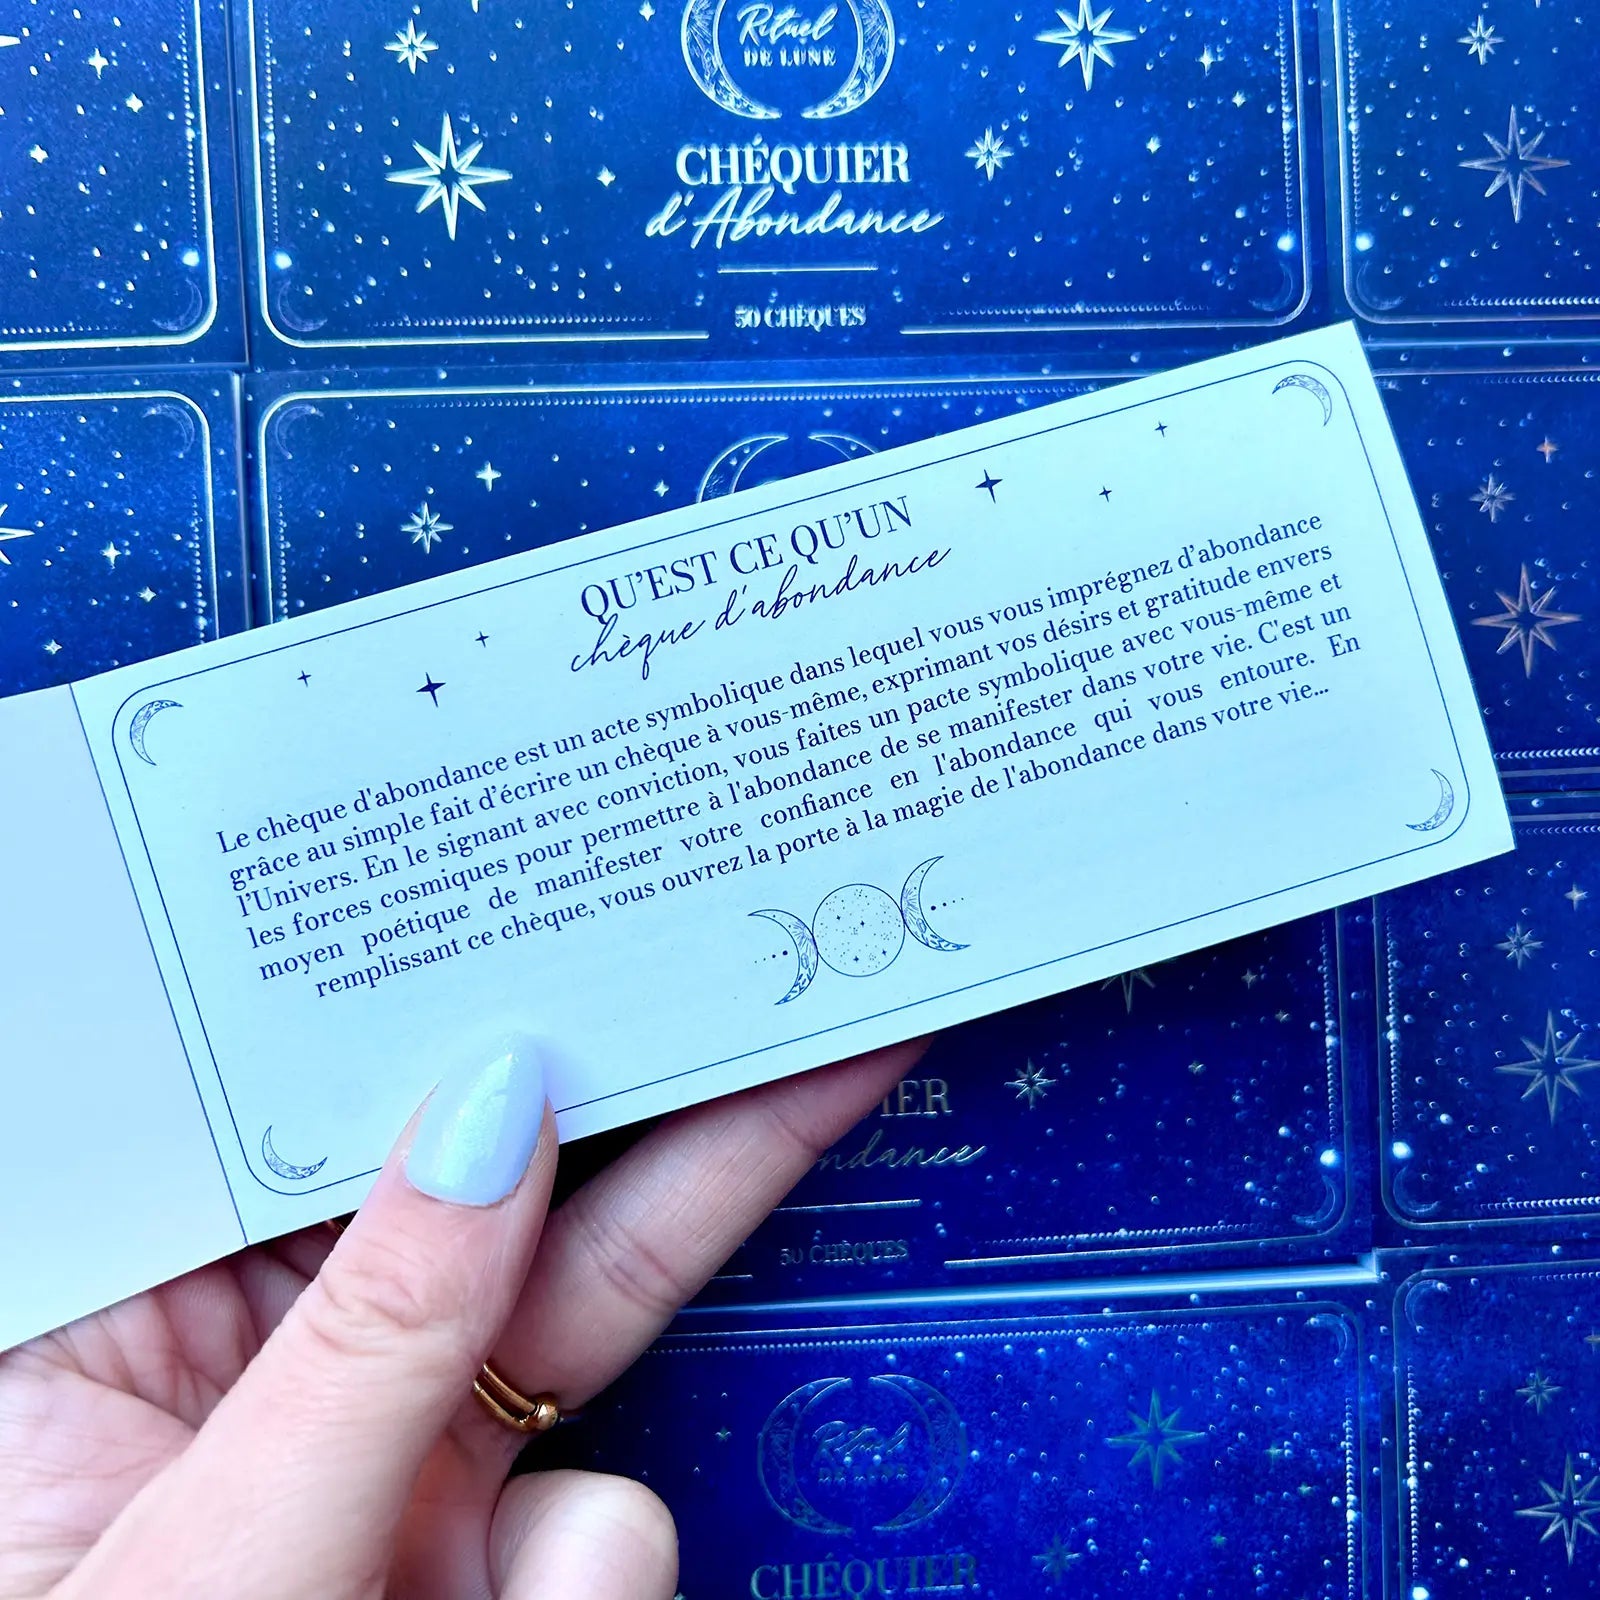 Rituel
DE LUNE
CHÉQUIER
d'Abondance
50 CHÈQUES
QU'EST CE QU'UN
chèque d'abondance
Le chèque d'abondance est un acte symbolique dans lequel vous vous imprégnez d'abondance
grâce au simple fait d'écrire un chèque à vous-même, exprimant vos désirs et gratitude envers
l'Univers. En le signant avec conviction, vous faites un pacte symbolique avec vous-même et
les forces cosmiques pour permettre à l'abondance de se manifester dans votre vie. C'est un
moyen poétique de manifester votre confiance en l'abondance qui vous entoure. En
remplissant ce chèque, vous ouvrez la porte à la magie de l'abondance dans votre vie...
IER
ndance
50 CHÈQUES
Rituel
DE LUNE
CHÉQUIER